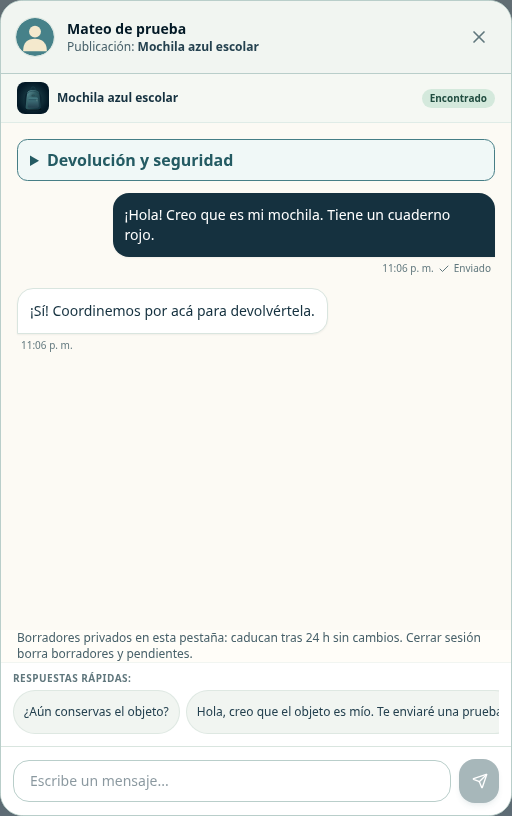 Mateo de prueba
Publicación: Mochila azul escolar
Mochila azul escolar
Encontrado
Devolución y seguridad
¡Hola! Creo que es mi mochila. Tiene un cuaderno
rojo.
11:06 p. m. Enviado
¡Sí! Coordinemos por acá para devolvértela.
11:06 p. m.
Borradores privados en esta pestaña: caducan tras 24 h sin cambios. Cerrar sesión
borra borradores y pendientes.
RESPUESTAS RÁPIDAS:
¿Aún conservas el objeto?
Hola, creo que el objeto es mío. Te enviaré una prueba
Escribe un mensaje...